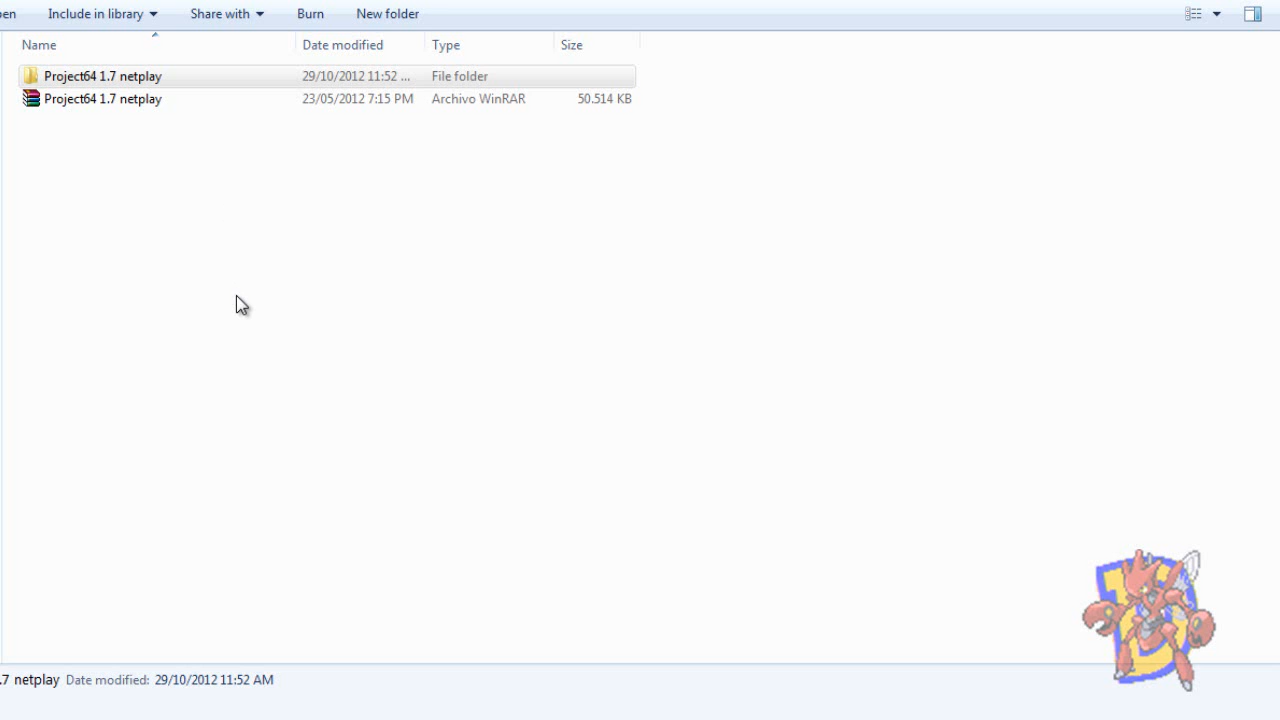 en Include in library Share with Burn New folder
Name Date modified Type Size
Project64 1.7 netplay 29/10/2012 11:52 ... File folder
Project64 1.7 netplay 23/05/2012 7:15 PM Archivo WinRAR 50.514 KB
.7 netplay Date modified: 29/10/2012 11:52 AM